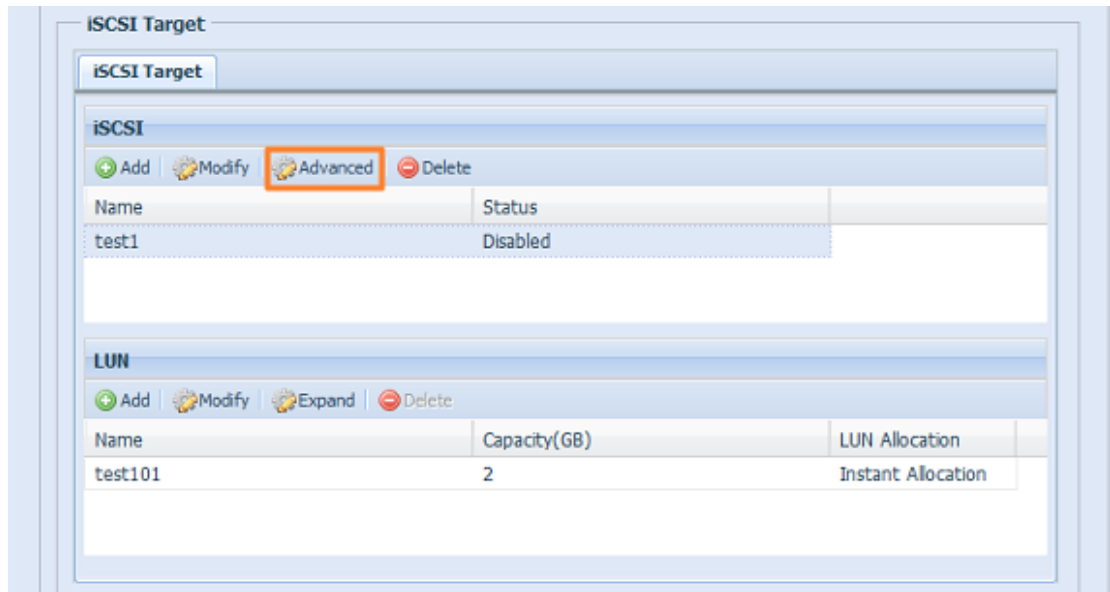 iSCSI Target
iSCSI Target
iSCSI
Add Modify Advanced Delete
Name Status
test1 Disabled
LUN
Add Modify Expand Delete
Name Capacity(GB) LUN Allocation
test101 2 Instant Allocation